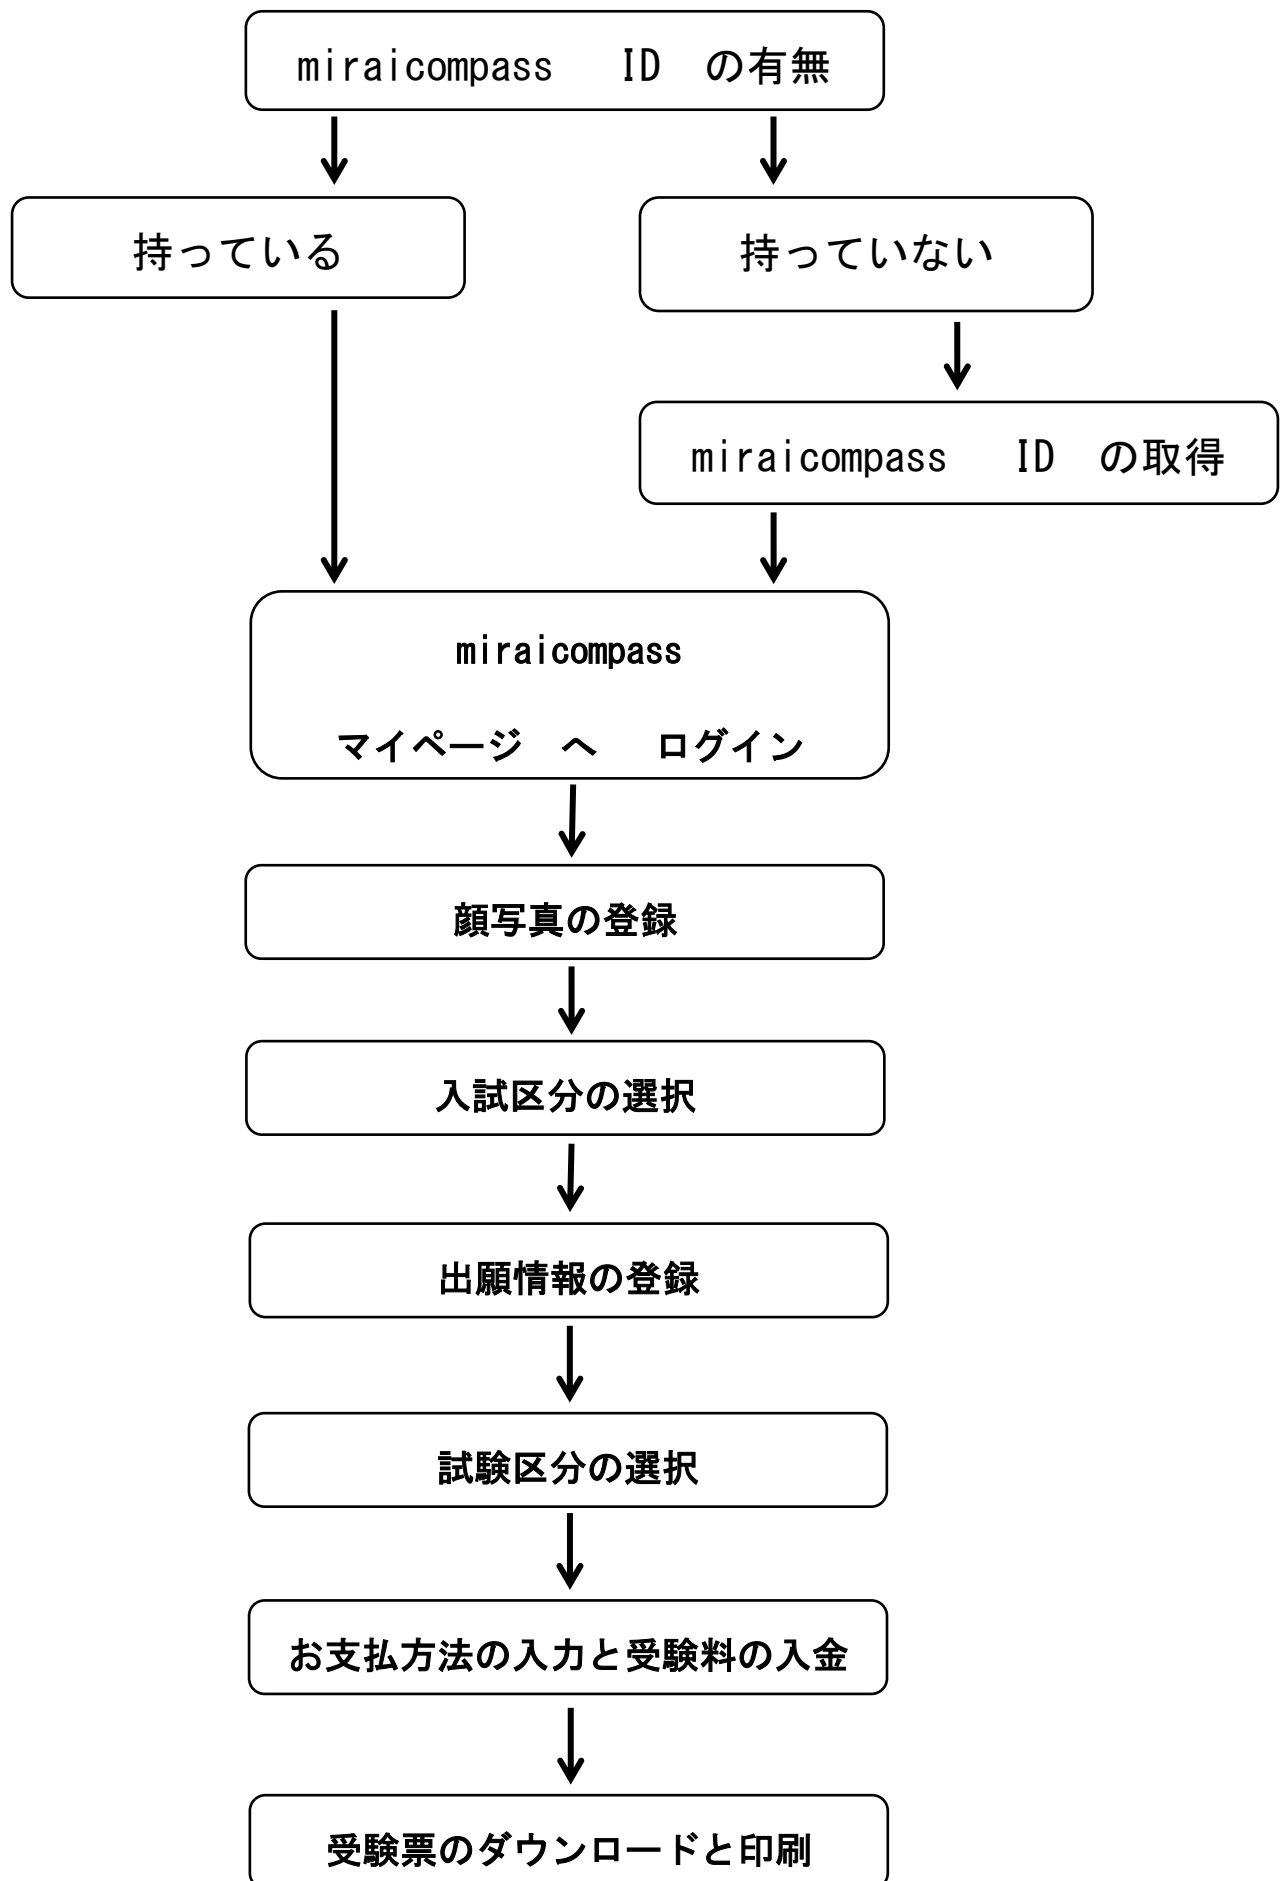 miraicompass ID の有無
持っている
持っていない
miraicompass ID の取得
miraicompass
マイページ へ ログイン
顔写真の登録
入試区分の選択
出願情報の登録
試験区分の選択
お支払方法の入力と受験料の入金
受験票のダウンロードと印刷